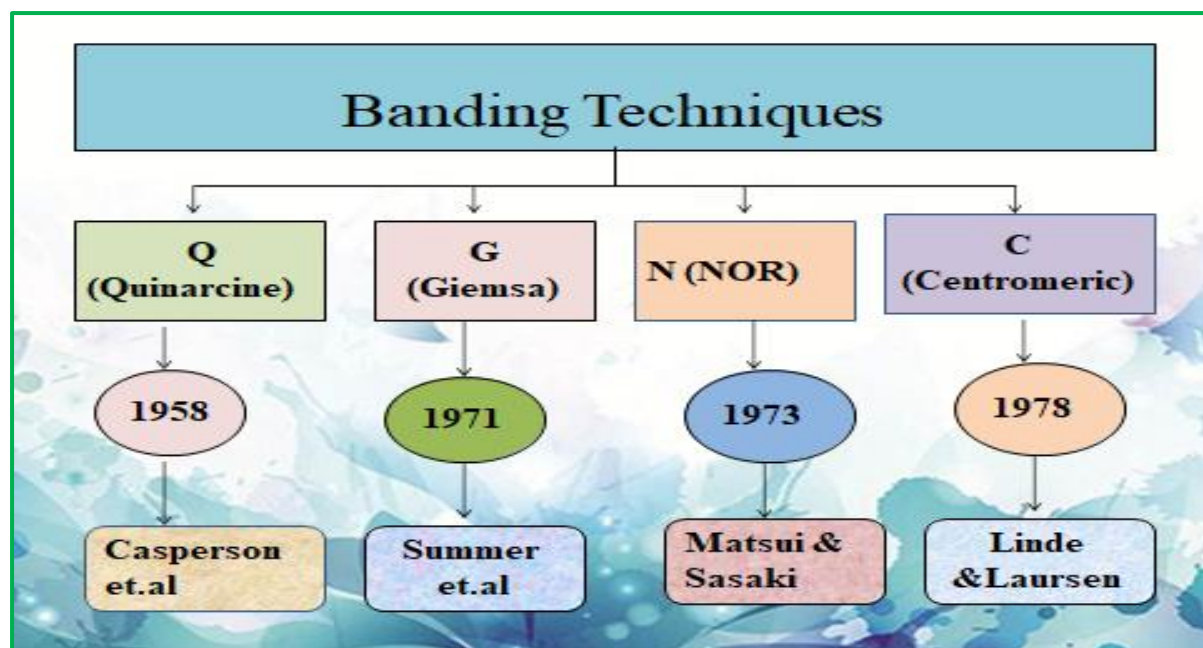 Banding Techniques
Q
(Quinarcine)
G
(Giemsa)
N (NOR)
C
(Centromeric)
1958
1971
1973
1978
Casperson
et.al
Summer
et.al
Matsui &
Sasaki
Linde
&Laursen